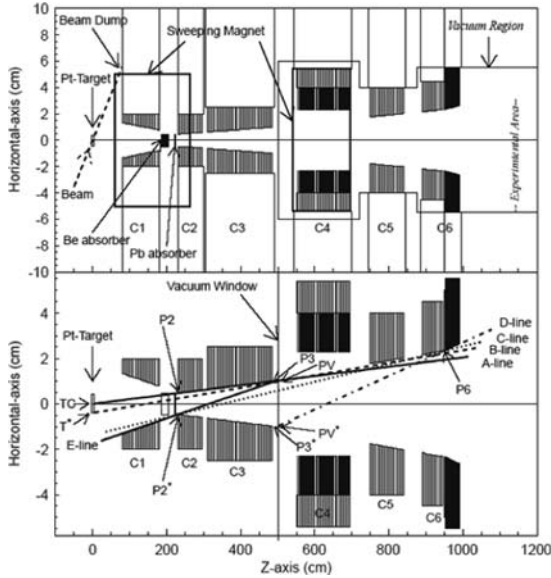 Beam Dump
Sweeping Magnet
Vacuum Region
Pt-Target
Horizontal-axis (cm)
10
8
6
4
2
0
-2
-4
-6
-8
10
Beam
Be absorber
Pb absorber
C1
C2
C3
C4
C5
C6
-- Experimental Area--
Vacuum Window
Pt-Target
P2
Horizontal-axis (cm)
4
2
0
-2
-4
D-line
C-line
B-line
A-line
P3
PV
P6
TC
T*
E-line
PV*
P3*
P2*
C1
C2
C3
C4
C5
C6
0
200
400
600
800
1000
1200
Z-axis (cm)